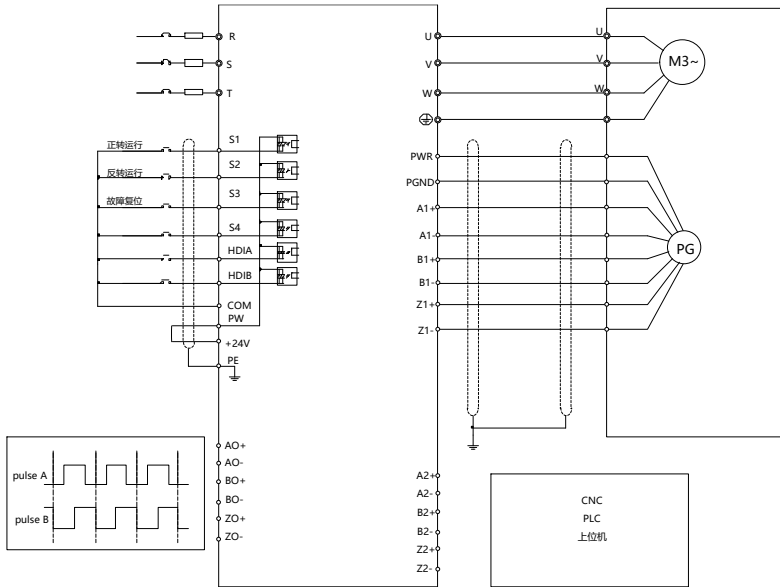 R
S
T
正转运行
反转运行
故障复位
S1
S2
S3
S4
HDIA
HDIB
COM
PW
+24V
PE
AO+
AO-
BO+
BO-
ZO+
ZO-
pulse A
pulse B
U
V
W
PWR
PGND
A1+
A1-
B1+
B1-
Z1+
Z1-
A2+
A2-
B2+
B2-
Z2+
Z2-
U
V
W
M3~
PG
CNC
PLC
上位机